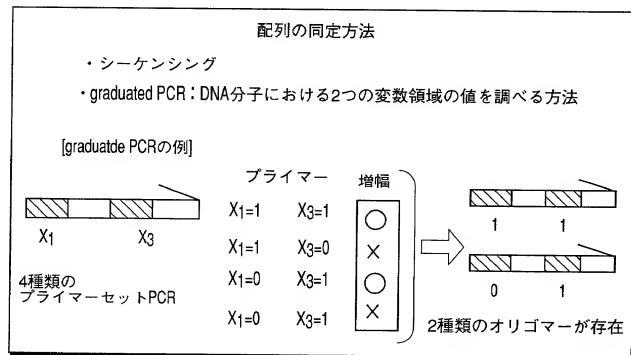 配列の同定方法
・シーケンシング
・graduated PCR：DNA分子における2つの変数領域の値を調べる方法
[graduatde PCRの例]
プライマー 増幅
X1 X3
X1=1 X3=1 ○
X1=1 X3=0 ×
X1=0 X3=1 ○
X1=0 X3=1 ×
4種類の
プライマーセットPCR
1 1
0 1
2種類のオリゴマーが存在